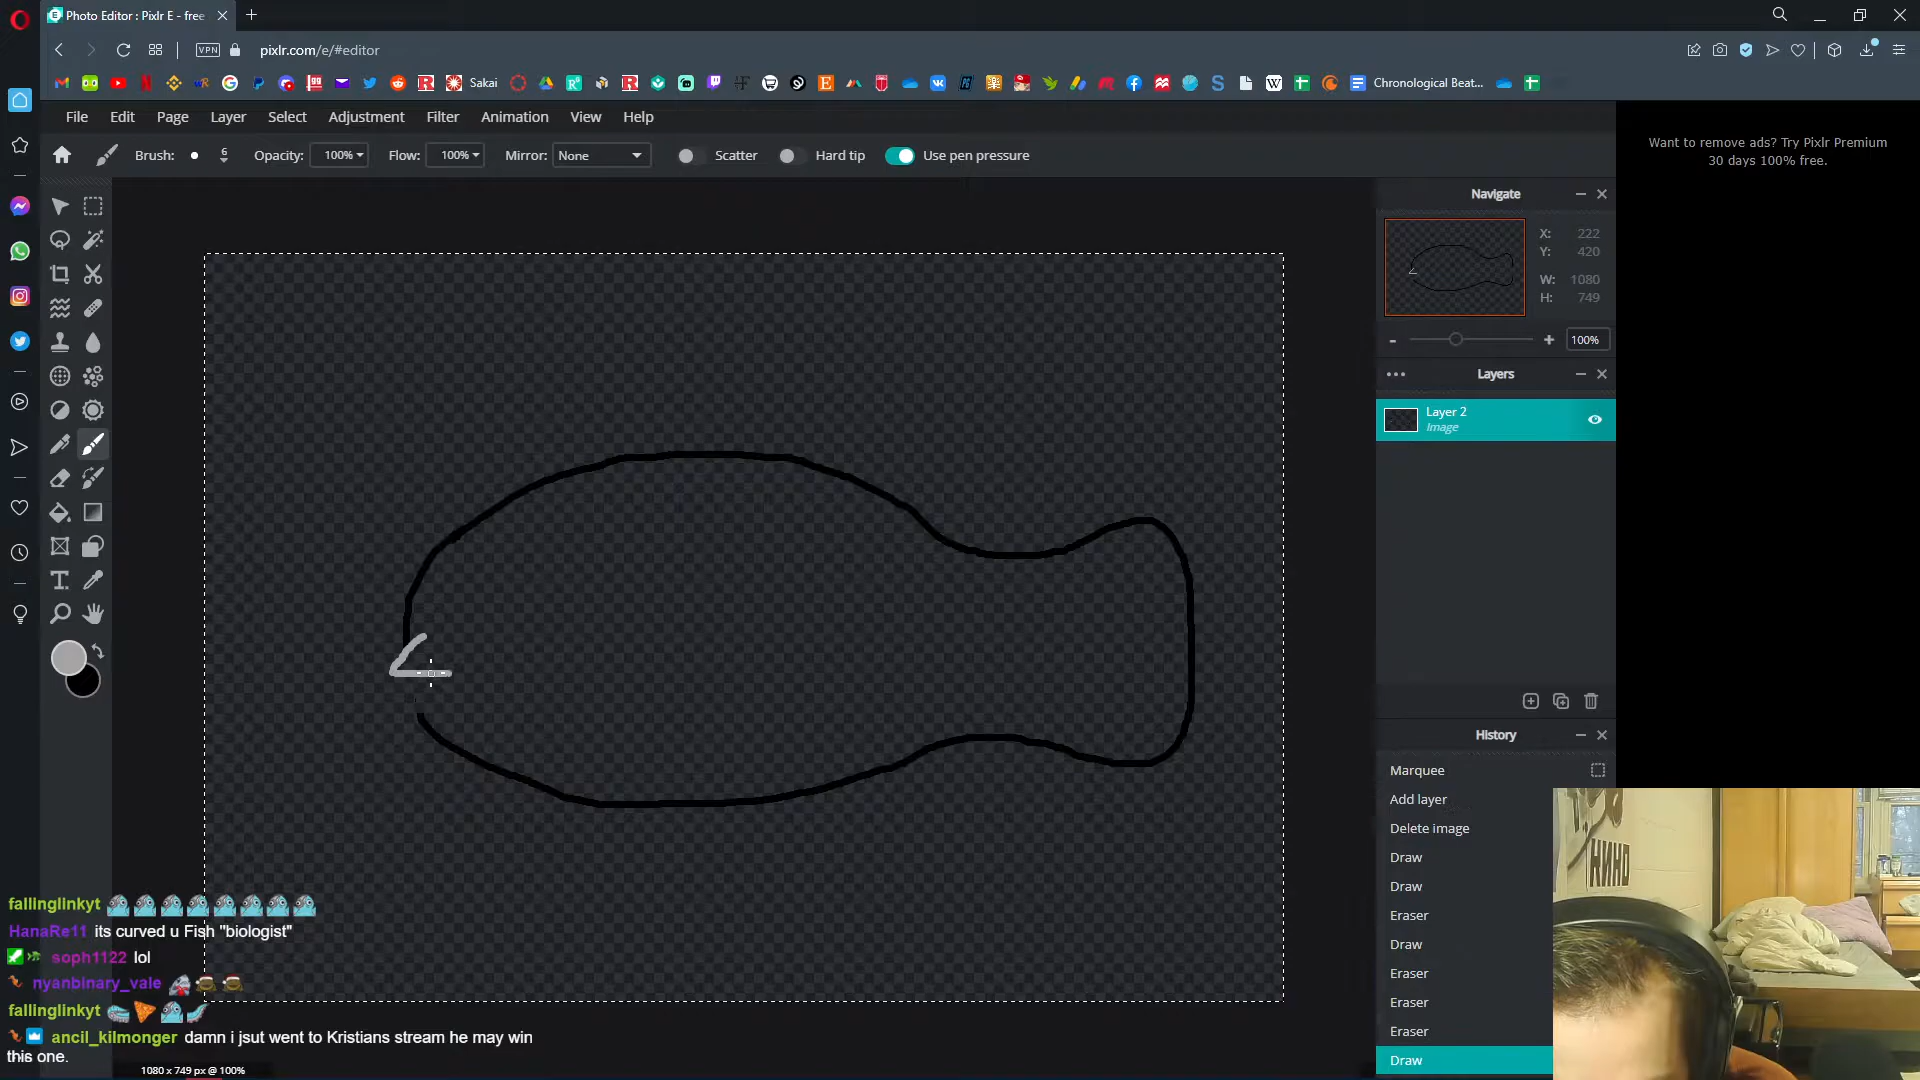 Photo Editor : Pixlr E - free
VPN
pixlr.com/e/#editor
Sakai
Chronological Beat...
File Edit Page Layer Select Adjustment Filter Animation View Help
Brush: 6 Opacity: 100% Flow: 100% Mirror: None Scatter Hard tip Use pen pressure
Want to remove ads? Try Pixlr Premium
30 days 100% free.
Navigate
X: 222
Y: 420
W: 1080
H: 749
100%
Layers
Layer 2
Image
History
Marquee
Add layer
Delete image
Draw
Draw
Eraser
Draw
Eraser
Eraser
Eraser
Draw
fallinglinkyt
HanaRe11 its curved u Fish "biologist"
soph1122 lol
nyanbinary_vale
fallinglinkyt
ancil_kilmonger damn i jsut went to Kristians stream he may win
this one.
1080 x 749 px @ 100%